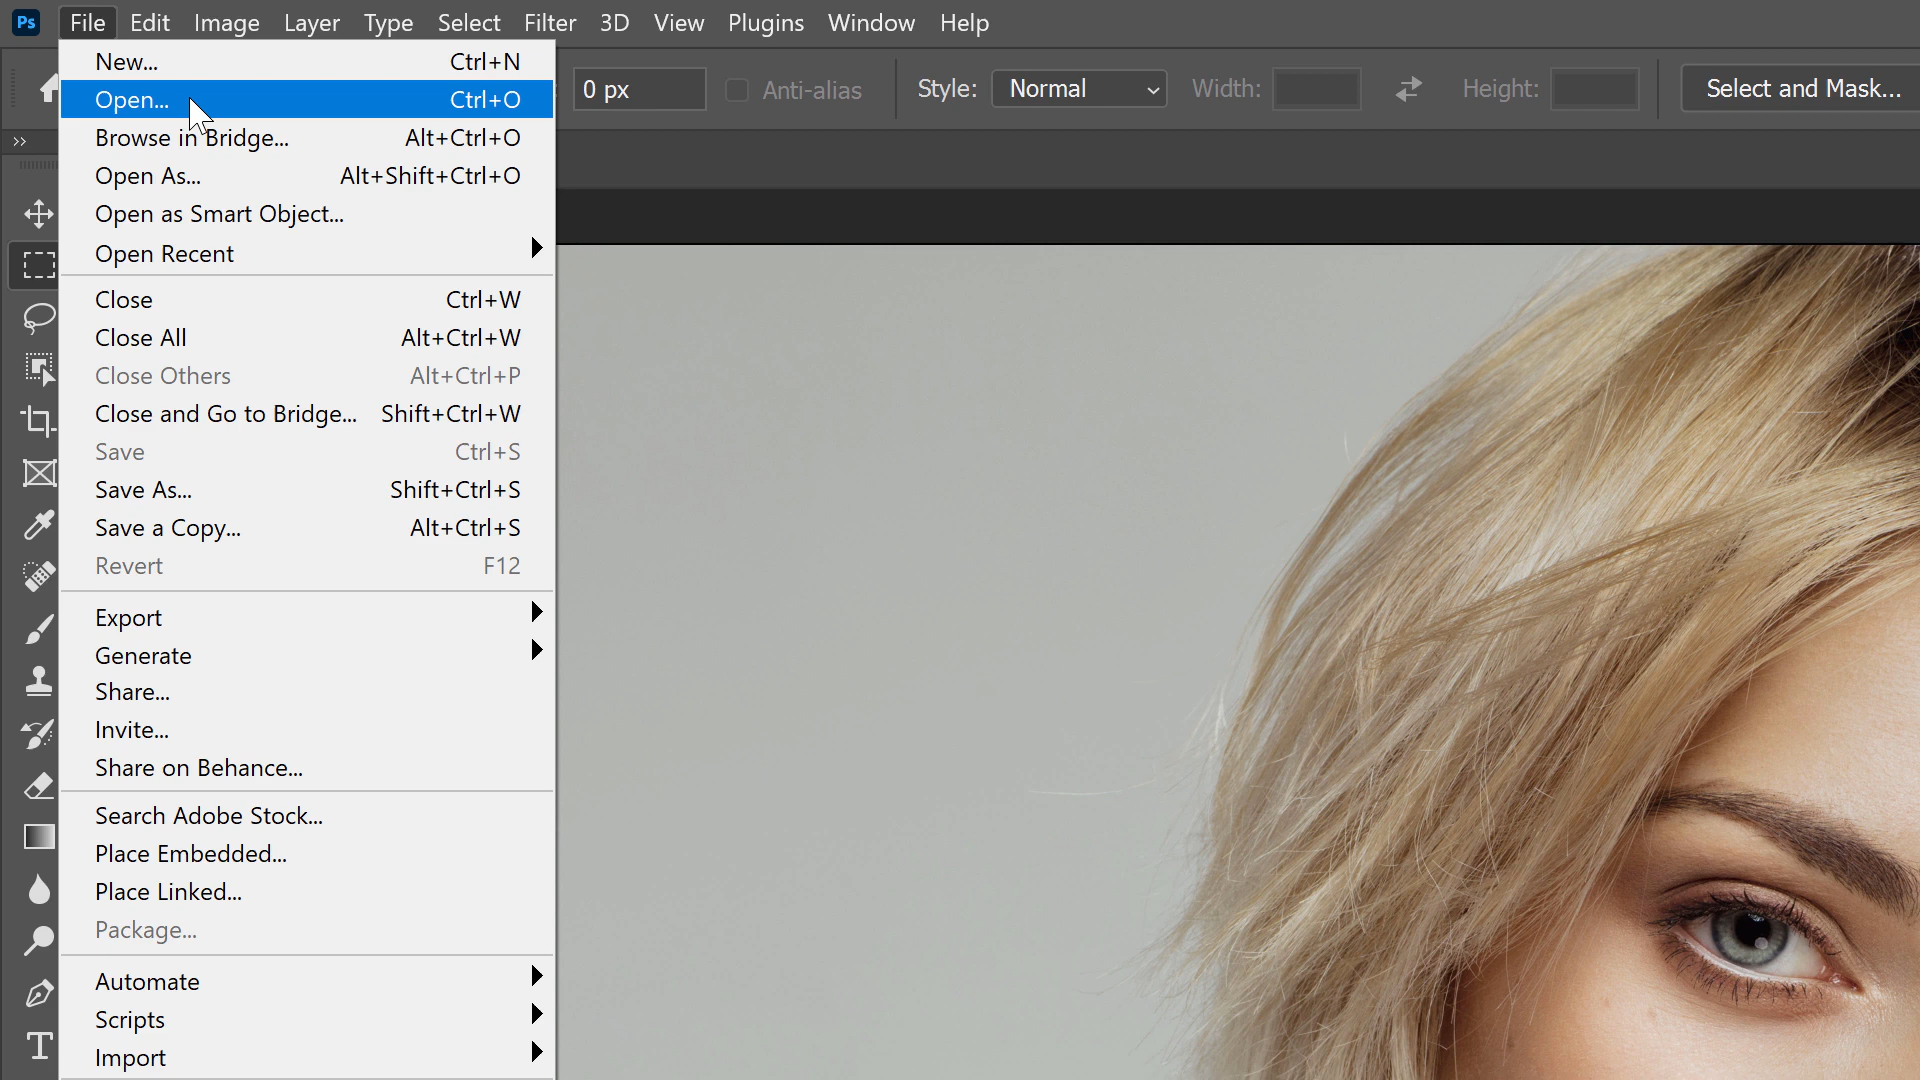 Ps File Edit Image Layer Type Select Filter 3D View Plugins Window Help
0 px Anti-alias Style: Normal Width: Height: Select and Mask...
New... Ctrl+N
Open... Ctrl+O
Browse in Bridge... Alt+Ctrl+O
Open As... Alt+Shift+Ctrl+O
Open as Smart Object...
Open Recent
Close Ctrl+W
Close All Alt+Ctrl+W
Close Others Alt+Ctrl+P
Close and Go to Bridge... Shift+Ctrl+W
Save Ctrl+S
Save As... Shift+Ctrl+S
Save a Copy... Alt+Ctrl+S
Revert F12
Export
Generate
Share...
Invite...
Share on Behance...
Search Adobe Stock...
Place Embedded...
Place Linked...
Package...
Automate
Scripts
Import